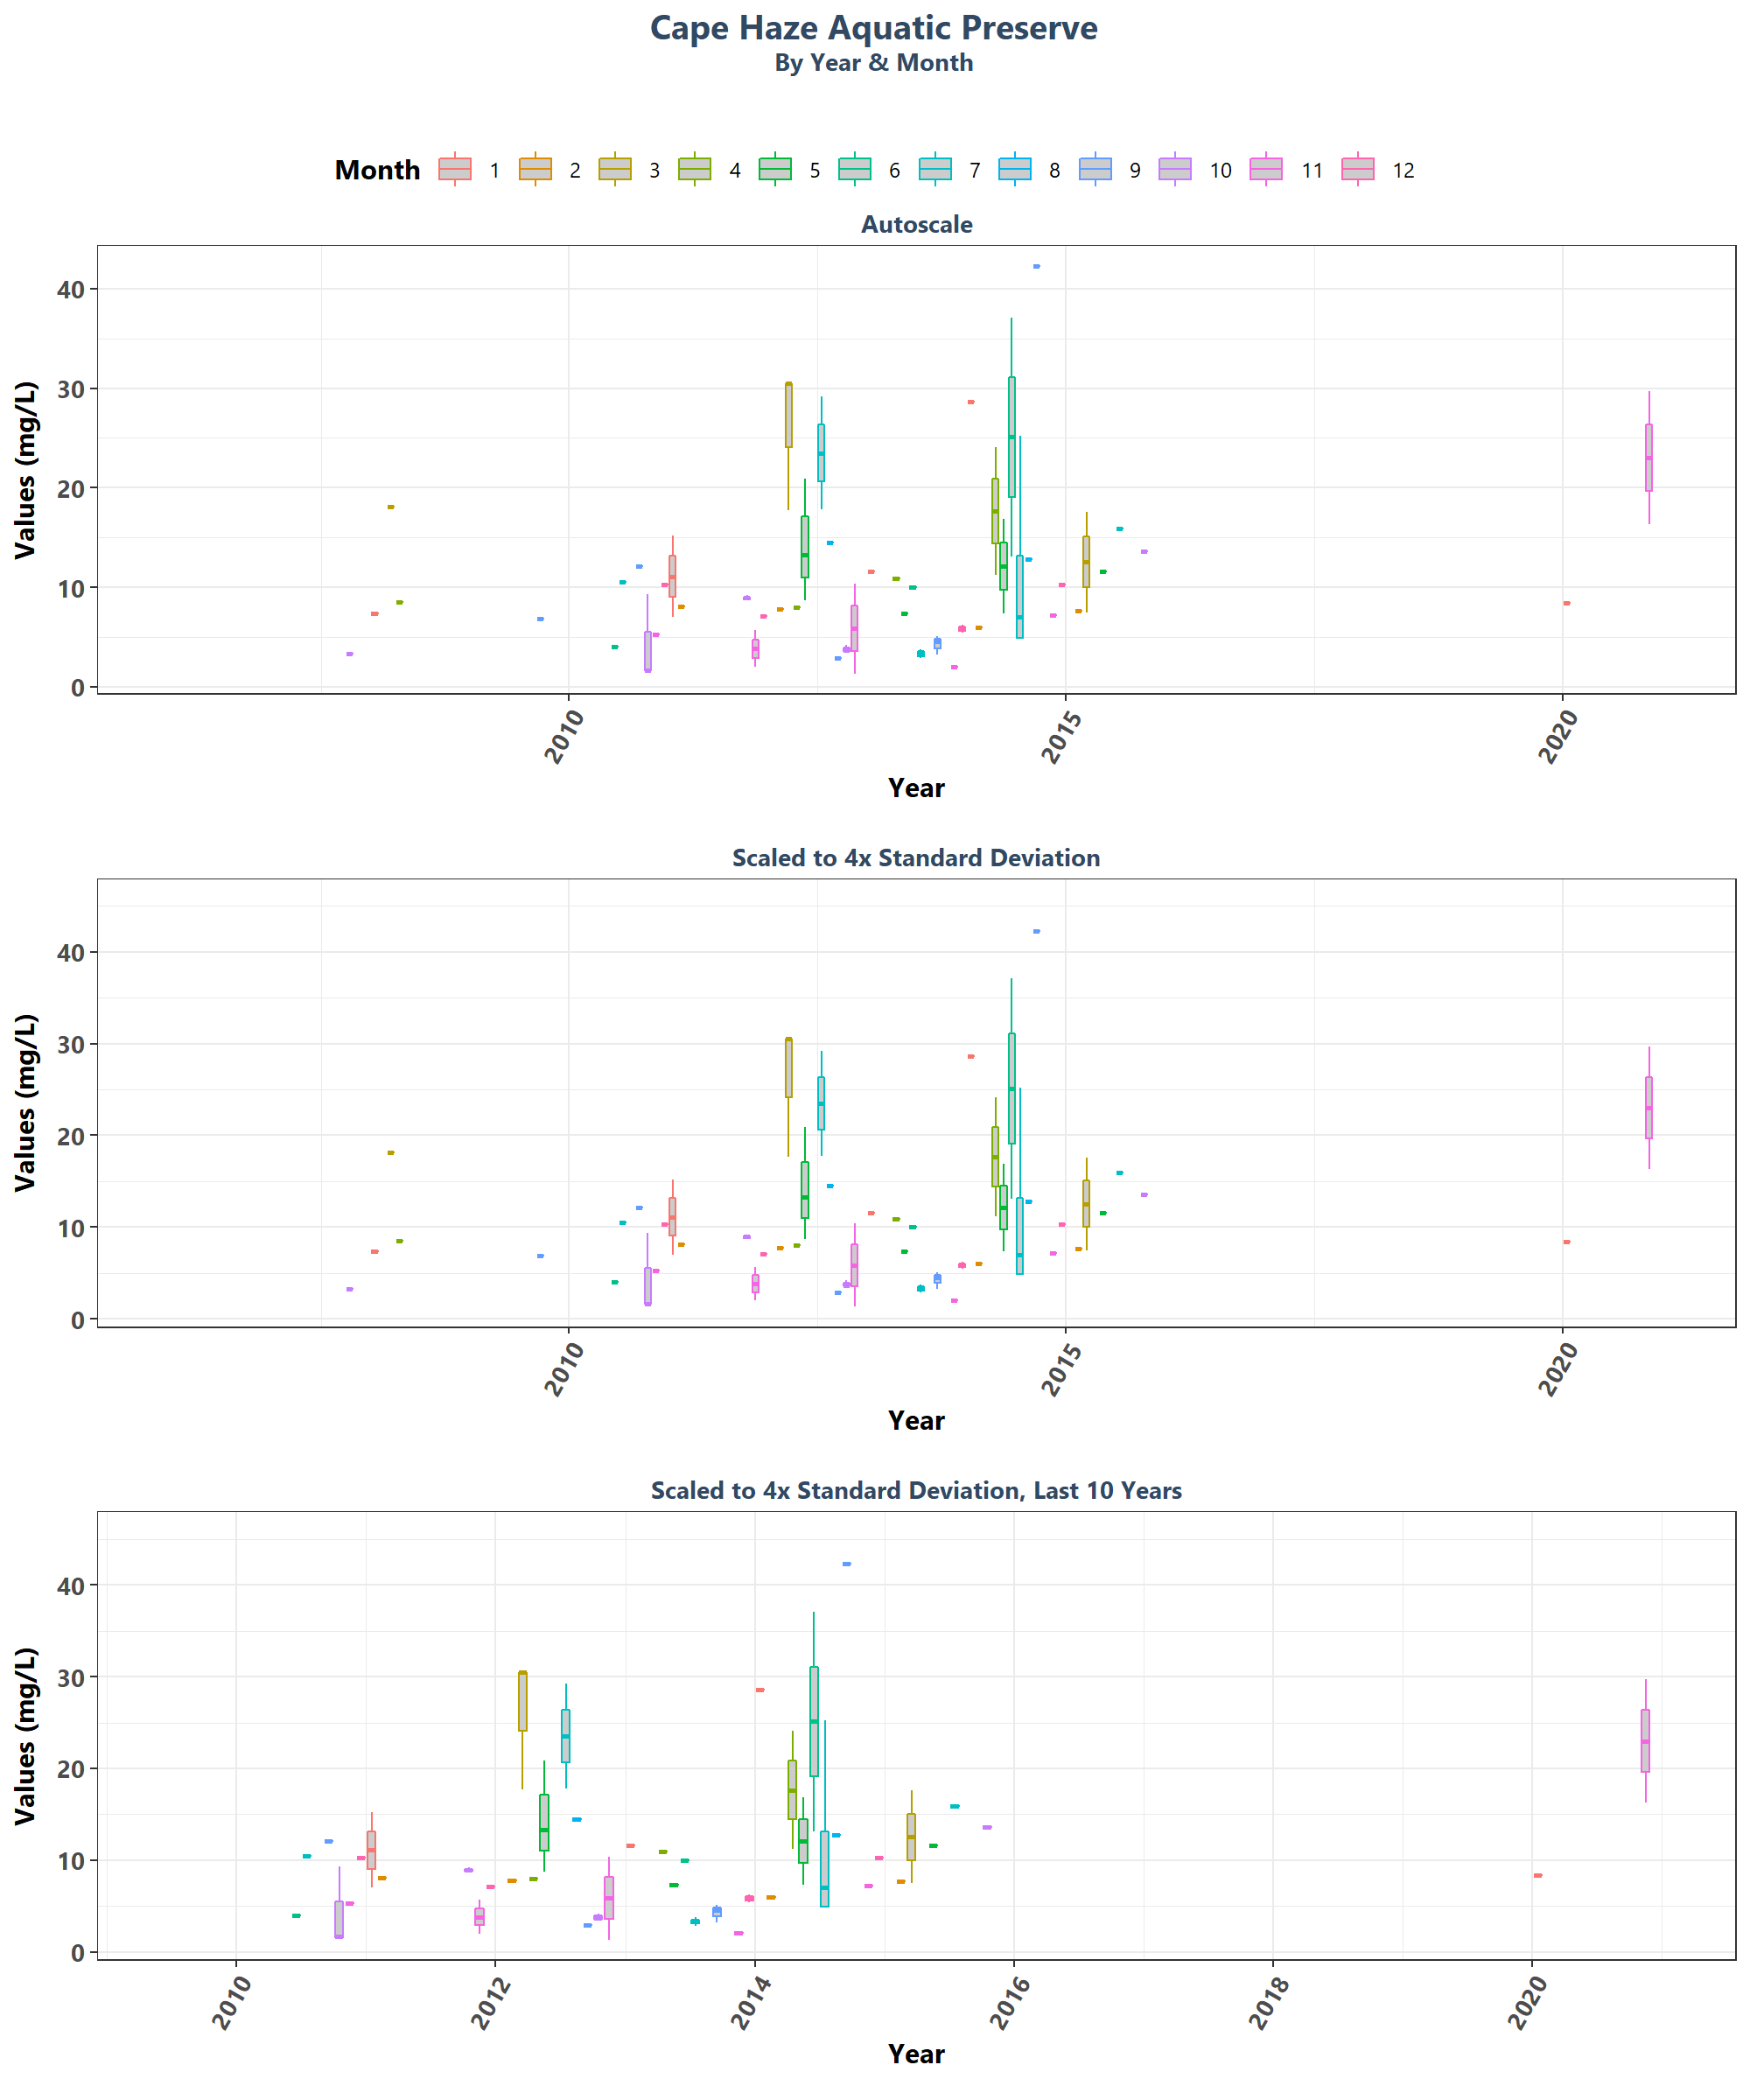 Cape Haze Aquatic Preserve
By Year & Month
Month 1 2 3 4 5 6 7 8 9 10 11 12
Autoscale
Values (mg/L)
40
30
20
10
0
2010 2015 2020
Year
Scaled to 4x Standard Deviation
Values (mg/L)
40
30
20
10
0
2010 2015 2020
Year
Scaled to 4x Standard Deviation, Last 10 Years
Values (mg/L)
40
30
20
10
0
2010 2012 2014 2016 2018 2020
Year